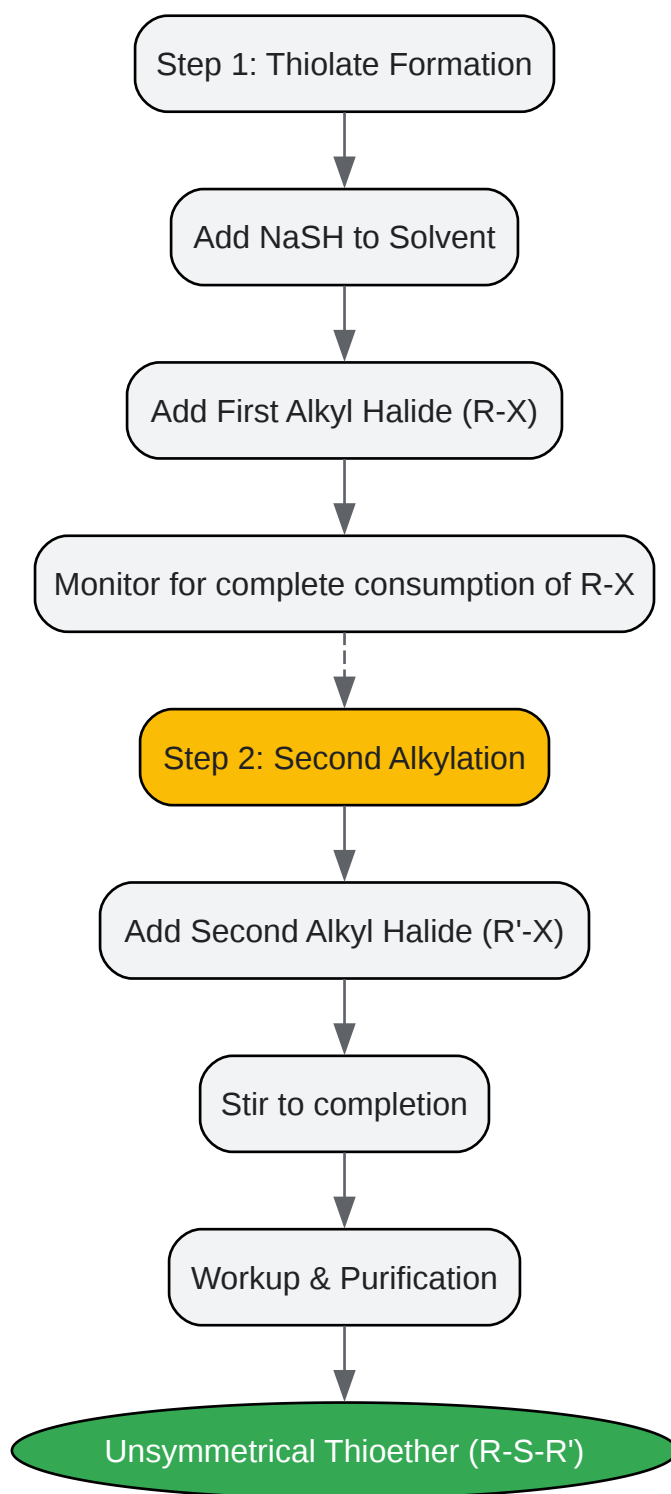 Step 1: Thiolate Formation
Add NaSH to Solvent
Add First Alkyl Halide (R-X)
Monitor for complete consumption of R-X
Step 2: Second Alkylation
Add Second Alkyl Halide (R'-X)
Stir to completion
Workup & Purification
Unsymmetrical Thioether (R-S-R')